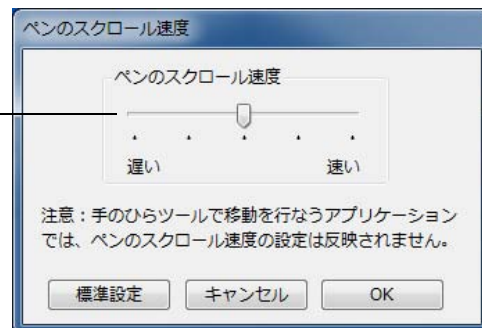 ペンのスクロール速度
ペンのスクロール速度
遅い 速い
注意：手のひらツールで移動を行なうアプリケーション
では、ペンのスクロール速度の設定は反映されません。
標準設定 キャンセル OK